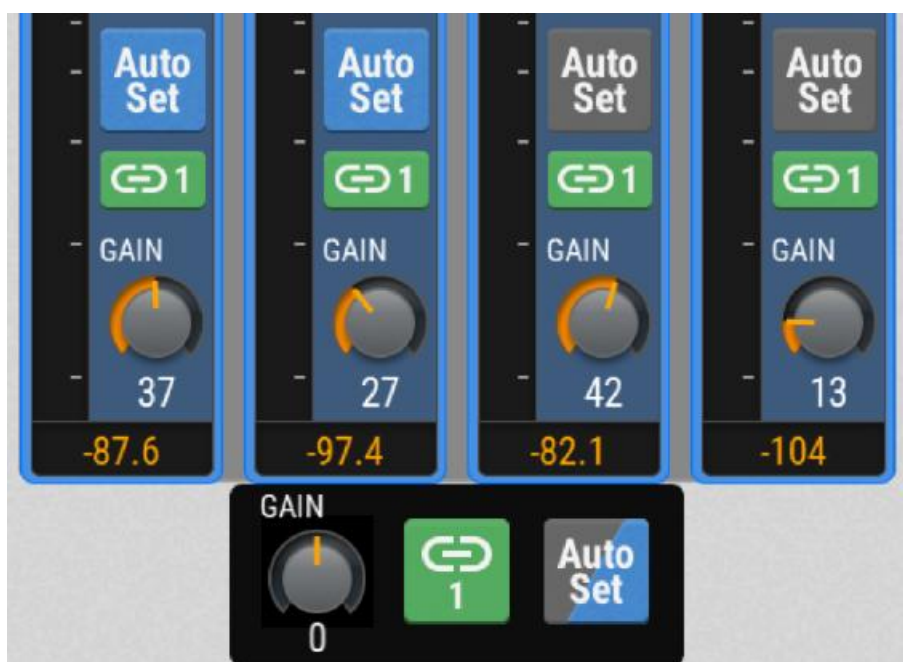 Auto Set
Auto Set
Auto Set
Auto Set
1
1
1
1
GAIN
GAIN
GAIN
GAIN
37
27
42
13
-87.6
-97.4
-82.1
-104
GAIN
0
1
Auto
Set